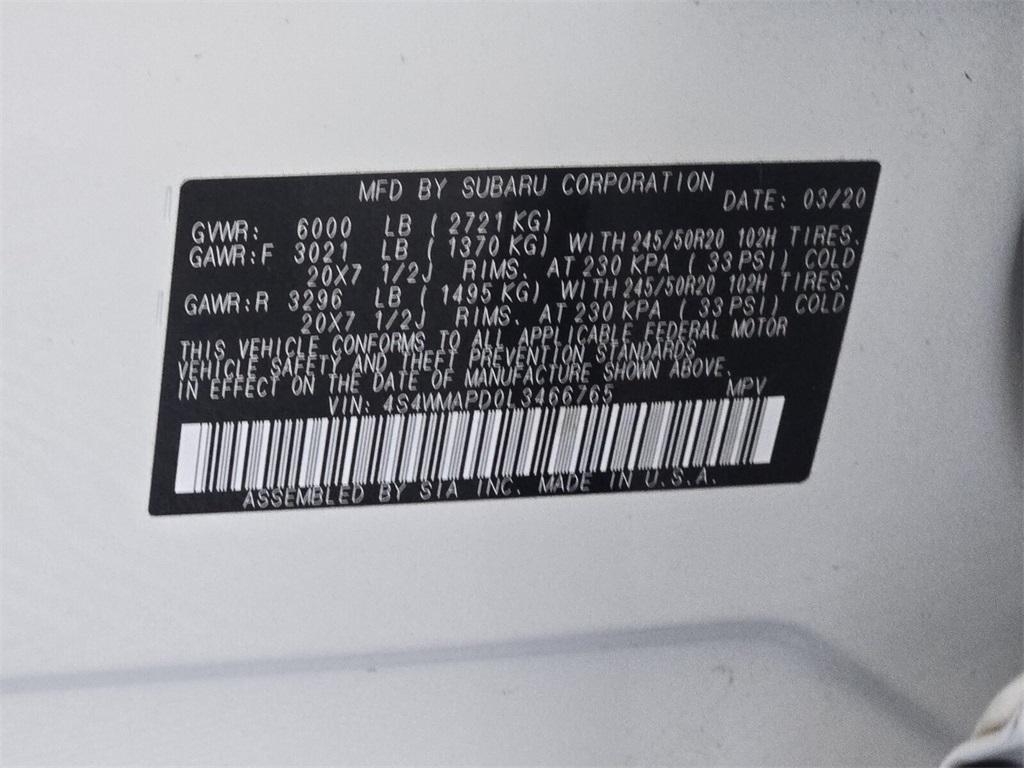 MFD BY SUBARU CORPORATION DATE: 03/20
GVWR: 6000 LB ( 2721 KG)
GAWR:F 3021 LB ( 1370 KG) WITH 245/50R20 102H TIRES.
20X7 1/2J RIMS. AT 230 KPA ( 33 PSI) COLD
GAWR:R 3296 LB ( 1495 KG) WITH 245/50R20 102H TIRES.
20X7 1/2J RIMS. AT 230 KPA ( 33 PSI) COLD
THIS VEHICLE CONFORMS TO ALL APPLICABLE FEDERAL MOTOR
VEHICLE SAFETY AND THEFT PREVENTION STANDARDS
IN EFFECT ON THE DATE OF MANUFACTURE SHOWN ABOVE.
VIN: 4S4WMAPD0L3466765 MPV
ASSEMBLED BY SIA INC. MADE IN U.S.A.